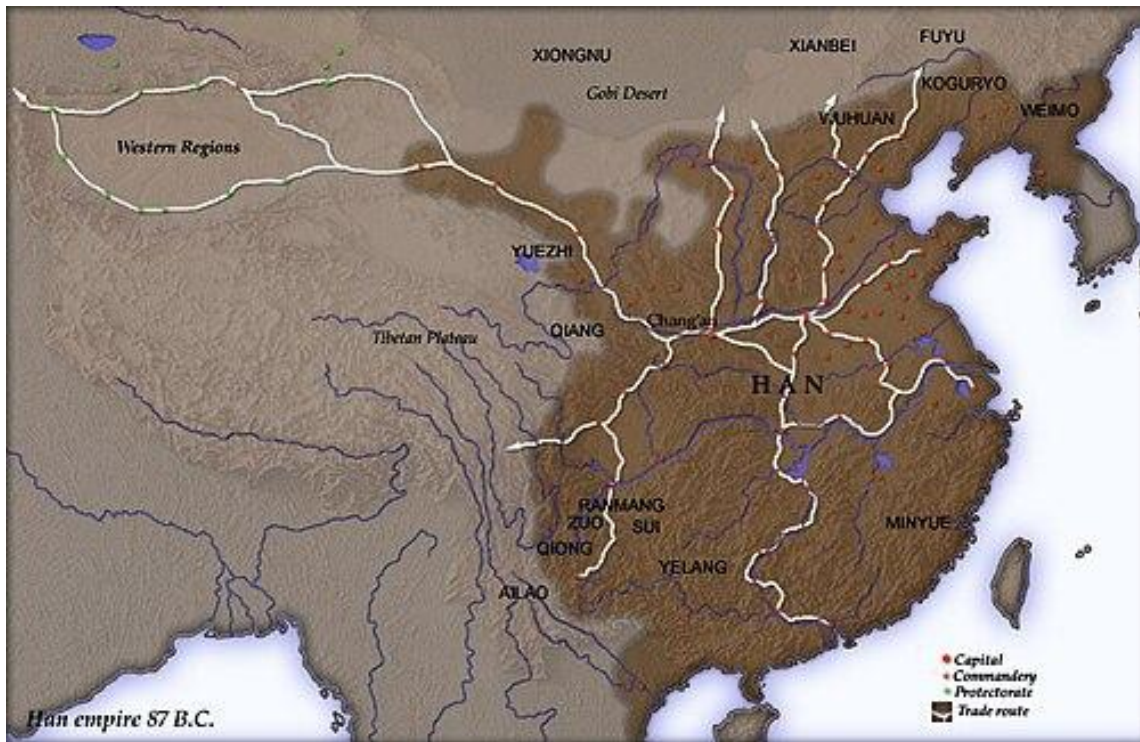 XIONGNU
XIANBEI
FUYU
Gobi Desert
KOGURYO
WUHUAN
WEIMO
Western Regions
YUEZHI
QIANG
Chang'an
Tibetan Plateau
HAN
RANMANG
ZUO
SUI
MINYUE
QIONG
YELANG
AILAO
Capital
Commandery
Protectorate
Trade route
Han empire 87 B.C.